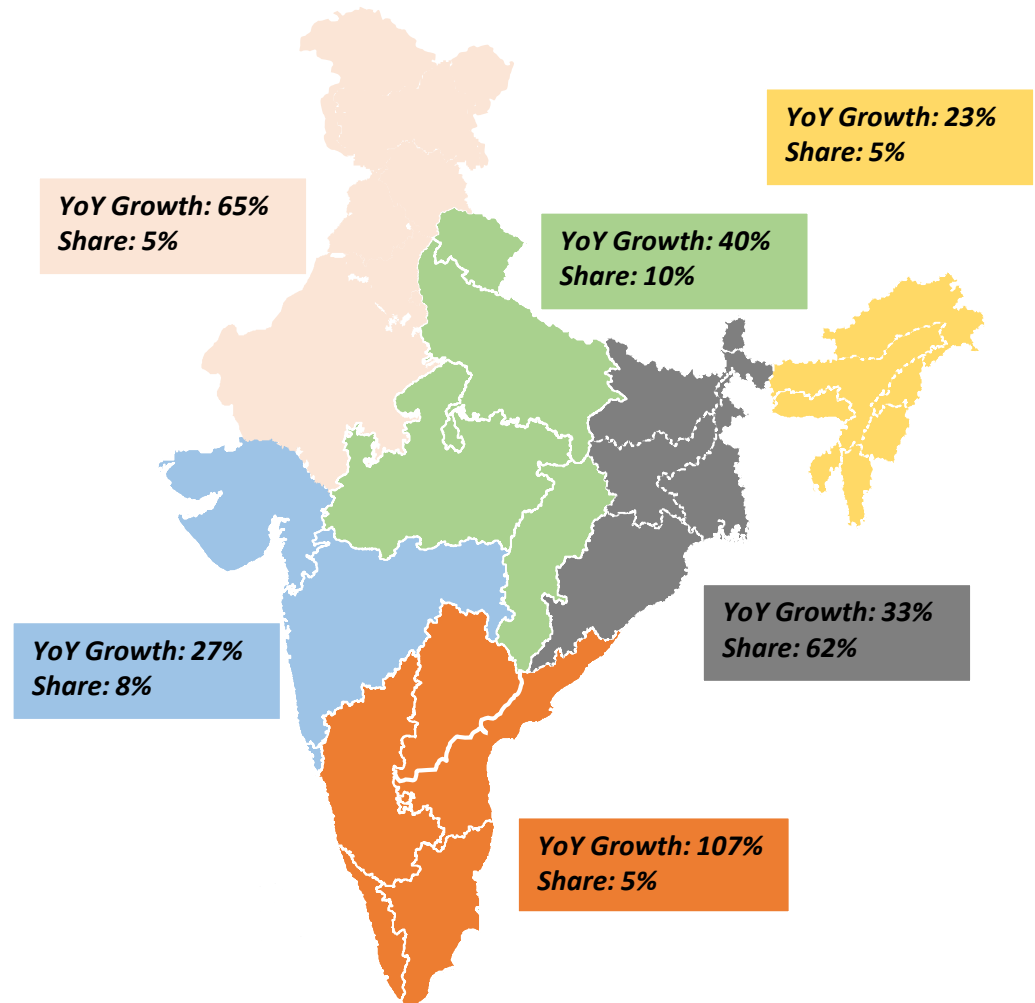 YoY Growth: 23%
Share: 5%
YoY Growth: 65%
Share: 5%
YoY Growth: 40%
Share: 10%
YoY Growth: 33%
Share: 62%
YoY Growth: 27%
Share: 8%
YoY Growth: 107%
Share: 5%